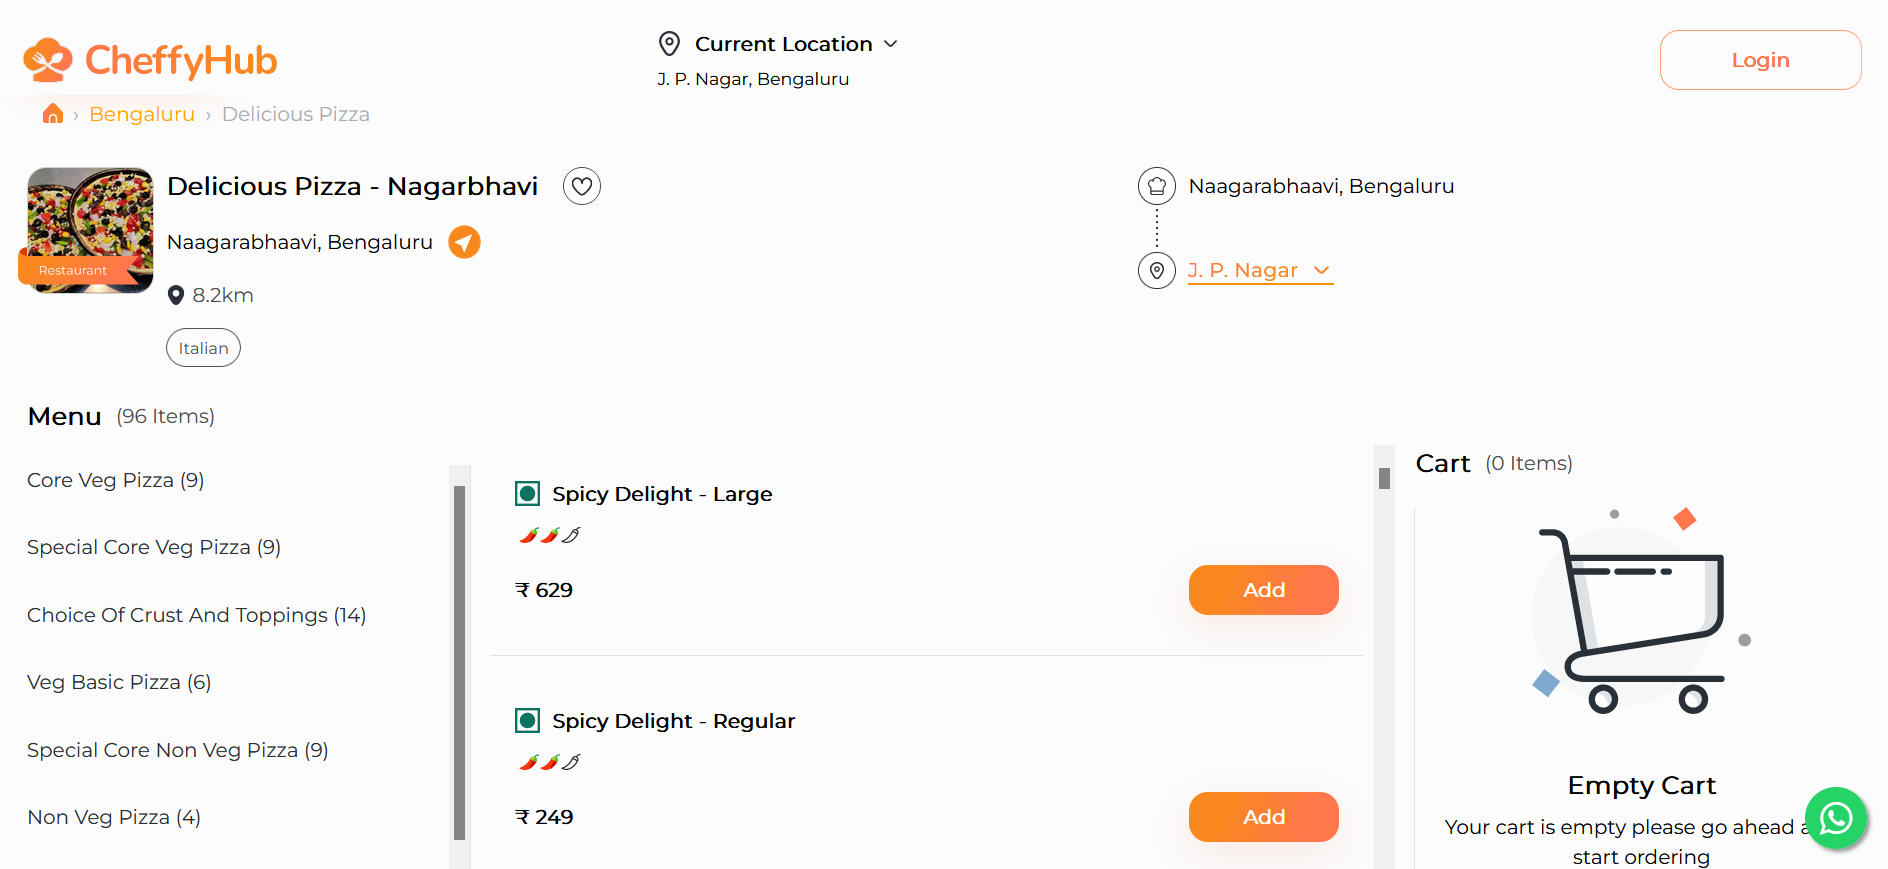 CheffyHub
Current Location
J. P. Nagar, Bengaluru
Login
› Bengaluru › Delicious Pizza
Delicious Pizza - Nagarbhavi
Naagarabhaavi, Bengaluru
Restaurant
8.2km
Italian
Naagarabhaavi, Bengaluru
J. P. Nagar
Menu (96 Items)
Core Veg Pizza (9)
Special Core Veg Pizza (9)
Choice Of Crust And Toppings (14)
Veg Basic Pizza (6)
Special Core Non Veg Pizza (9)
Non Veg Pizza (4)
Spicy Delight - Large
₹ 629
Add
Spicy Delight - Regular
₹ 249
Add
Cart (0 Items)
Empty Cart
Your cart is empty please go ahead
start ordering